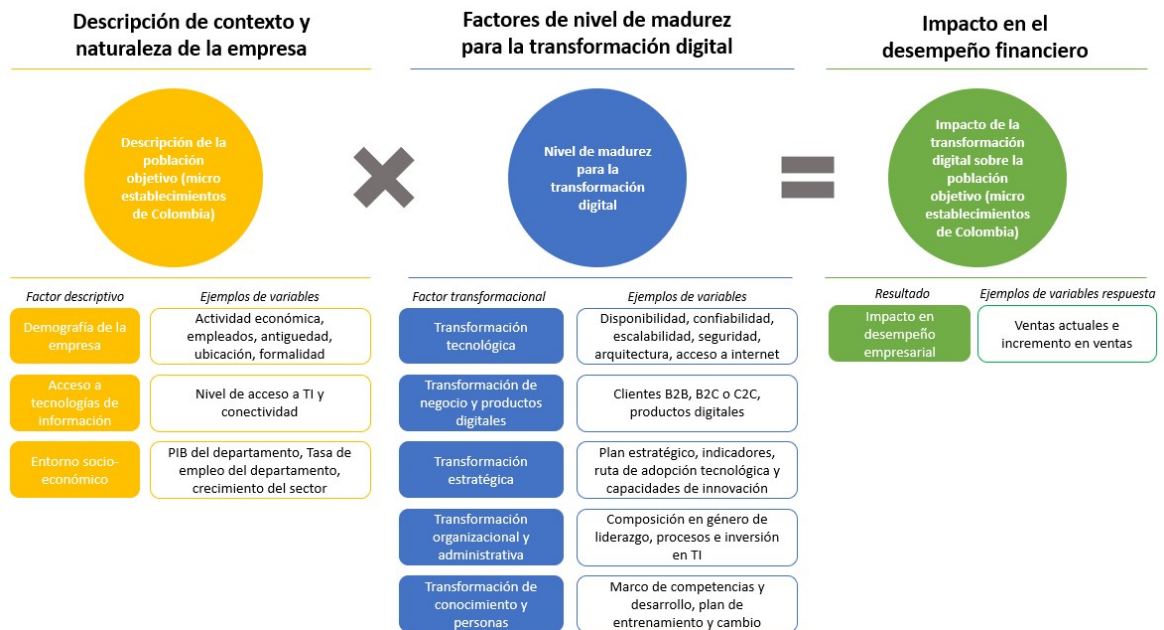 Descripción de contexto y
naturaleza de la empresa
Factores de nivel de madurez
para la transformación digital
Impacto en el
desempeño financiero
Descripción de la
población
objetivo (micro
establecimientos
de Colombia)
Nivel de madurez
para la
transformación
digital
Impacto de la
transformación
digital sobre la
población
objetivo (micro
establecimientos
de Colombia)
Factor descriptivo
Ejemplos de variables
Demografía de la
empresa
Actividad económica,
empleados, antiguedad,
ubicación, formalidad
Acceso a
tecnologías de
información
Nivel de acceso a TI y
conectividad
Entorno socio-
económico
PIB del departamento, Tasa de
empleo del departamento,
crecimiento del sector
Factor transformacional
Ejemplos de variables
Transformación
tecnológica
Disponibilidad, confiabilidad,
escalabilidad, seguridad,
arquitectura, acceso a internet
Transformación de
negocio y productos
digitales
Clientes B2B, B2C o C2C,
productos digitales
Transformación
estratégica
Plan estratégico, indicadores,
ruta de adopción tecnológica y
capacidades de innovación
Transformación
organizacional y
administrativa
Composición en género de
liderazgo, procesos e inversión
en TI
Transformación de
conocimiento y
personas
Marco de competencias y
desarrollo, plan de
entrenamiento y cambio
Resultado
Ejemplos de variables respuesta
Impacto en
desempeño
empresarial
Ventas actuales e
incremento en ventas